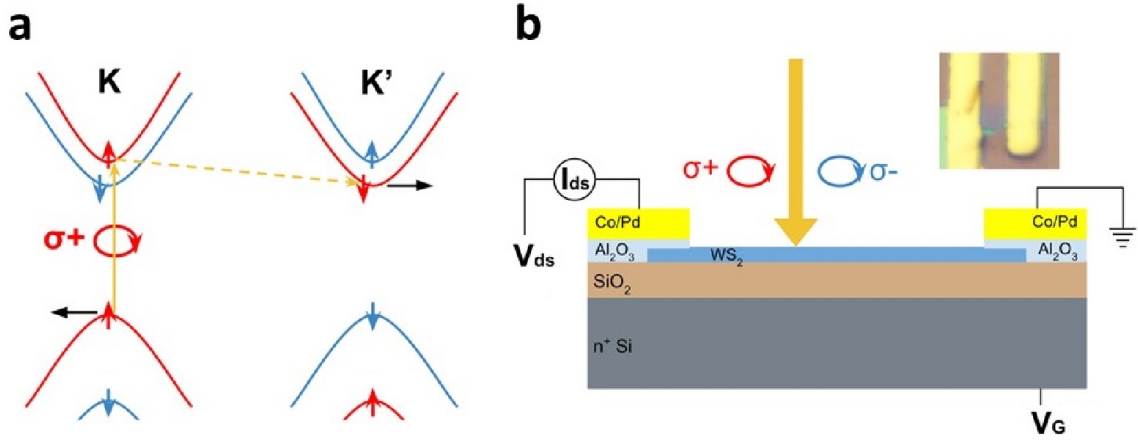 a
K
K’
σ+
b
σ+
σ-
Ids
Vds
Co/Pd
Co/Pd
Al2O3
Al2O3
WS2
SiO2
n+ Si
VG